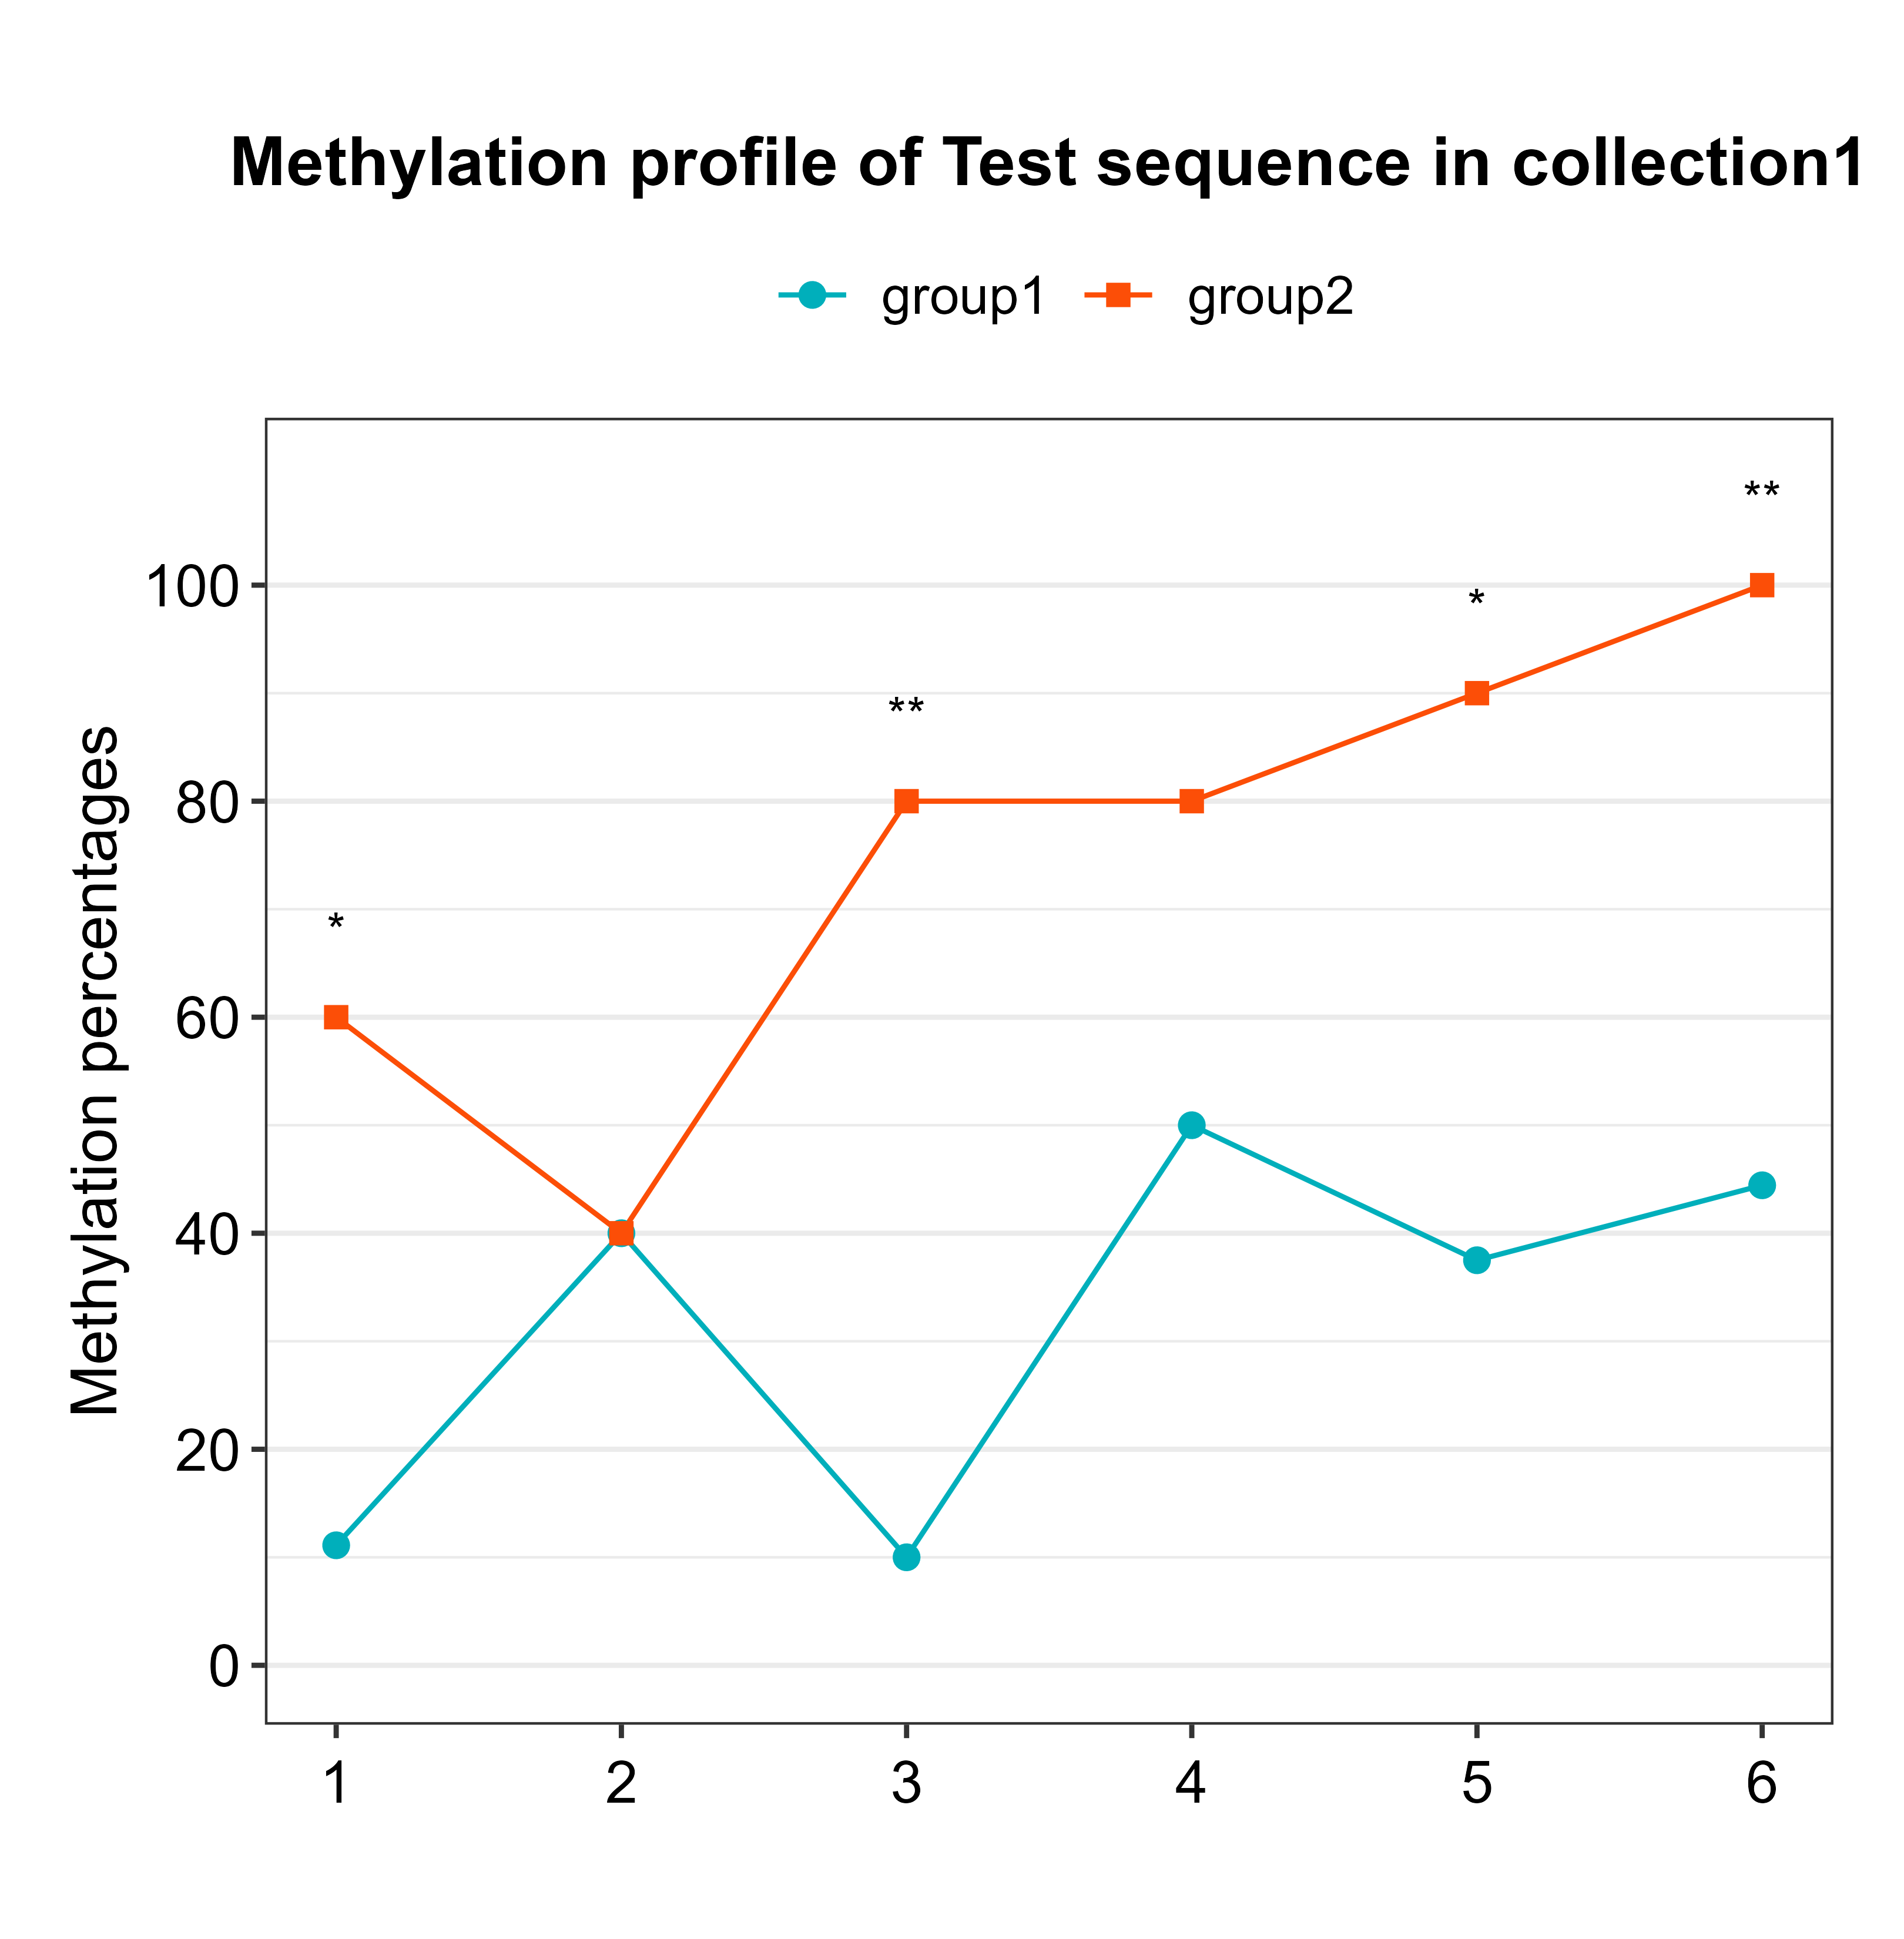 Methylation profile of Test sequence in collection1
group1 group2
**
100
*
**
80
*
60
40
20
0
Methylation percentages
1 2 3 4 5 6